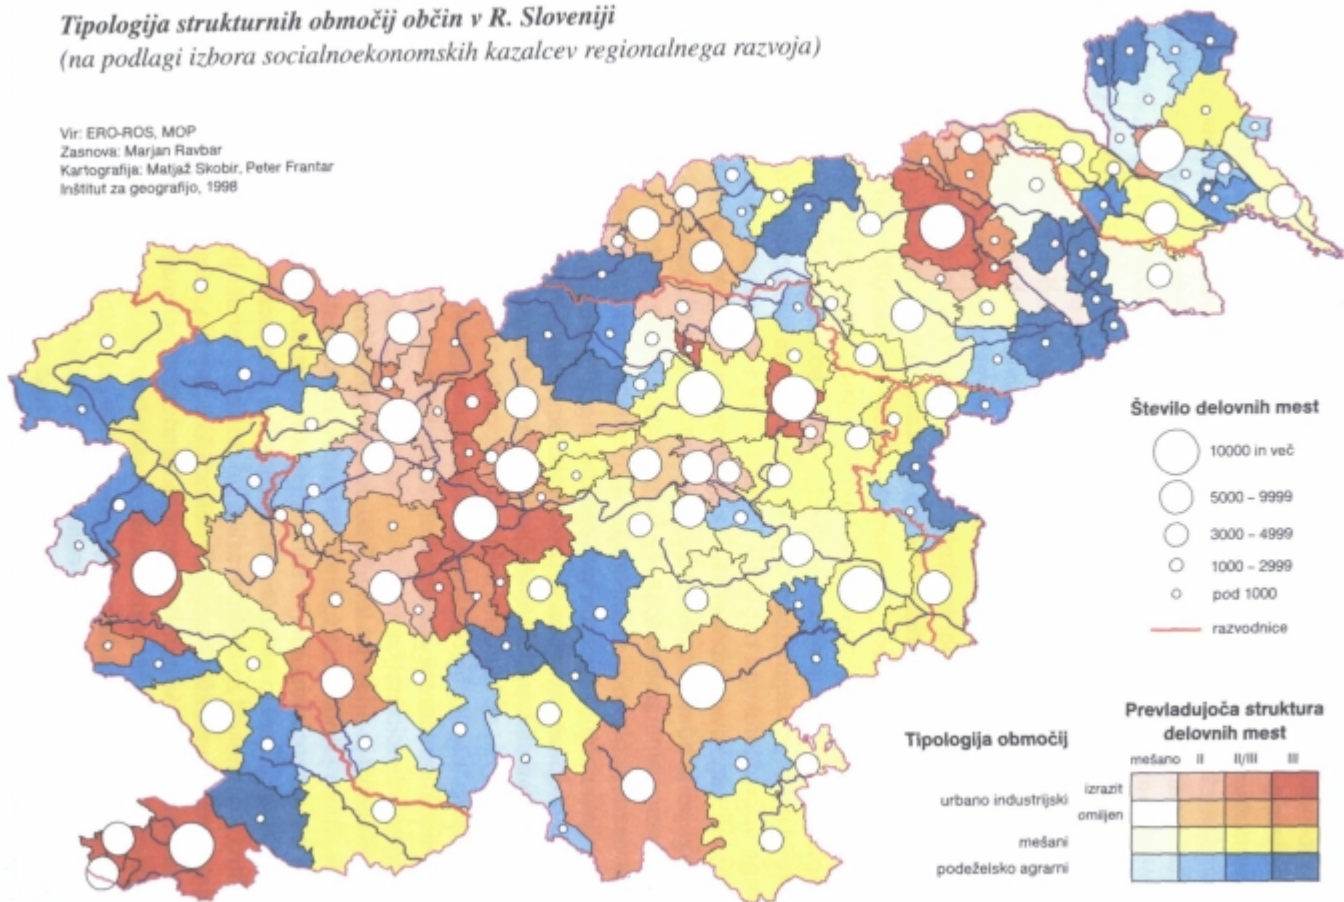 Tipologija strukturnih območij občin v R. Sloveniji
(na podlagi izbora socialnoekonomskih kazalcev regionalnega razvoja)
Vir: ERO-ROS, MOP
Zasnova: Marjan Ravbar
Kartografija: Matjaž Skobir, Peter Frantar
Inštitut za geografijo, 1998
Število delovnih mest
10000 in več
5000 - 9999
3000 - 4999
1000 - 2999
pod 1000
razvodnice
Prevladujoča struktura
delovnih mest
Tipologija območij
mešano II II/III III
urbano industrijski
izrazit
omiljen
mešani
podeželsko agrarni